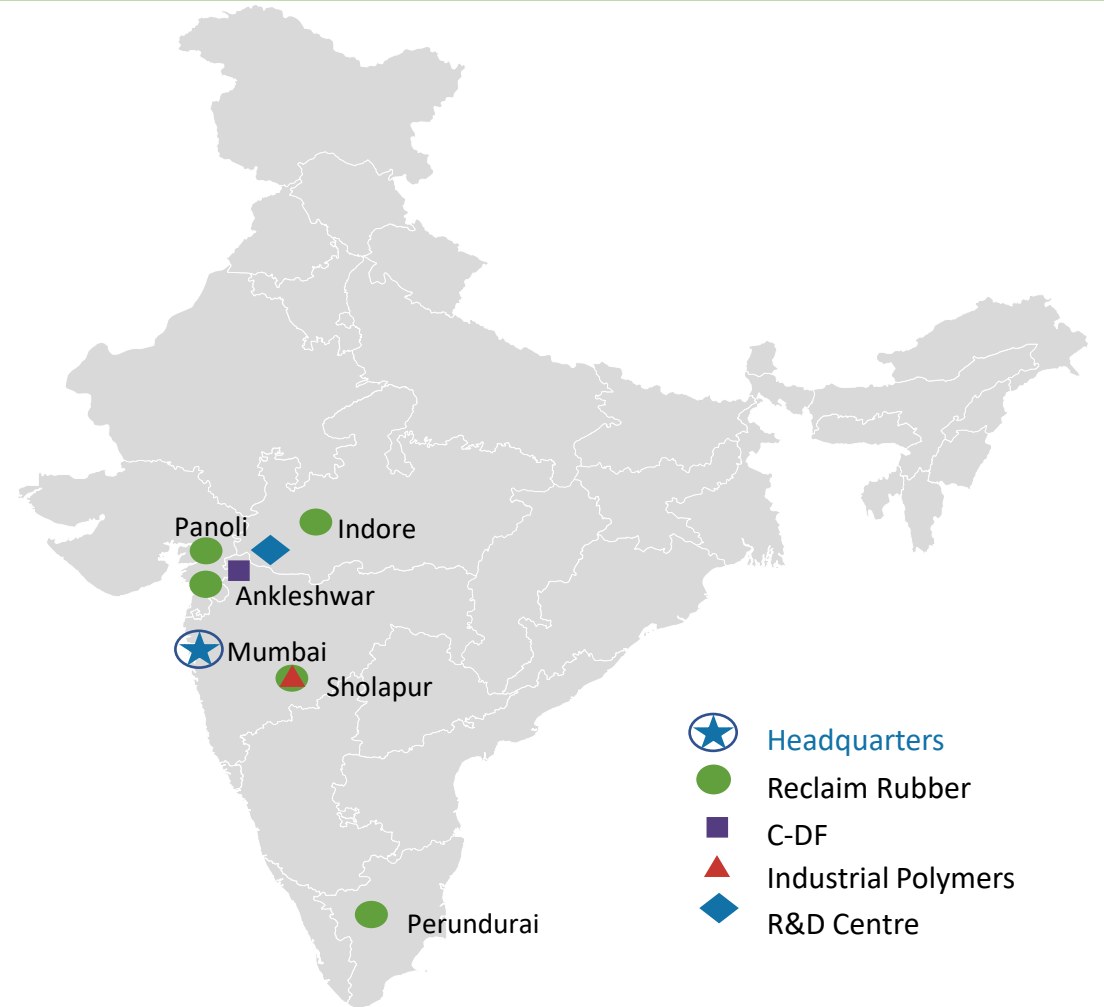 Panoli
Indore
Ankleshwar
Mumbai
Sholapur
Headquarters
Reclaim Rubber
C-DF
Industrial Polymers
R&D Centre
Perundurai